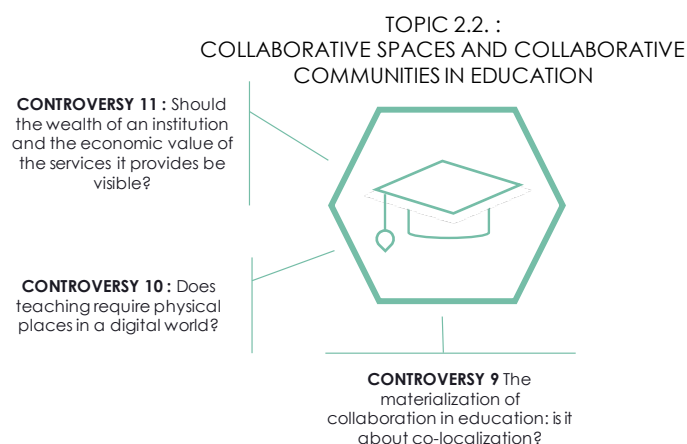 TOPIC 2.2. :
COLLABORATIVE SPACES AND COLLABORATIVE
COMMUNITIES IN EDUCATION
CONTROVERSY 11 : Should
the wealth of an institution
and the economic value of
the services it provides be
visible?
CONTROVERSY 10 : Does
teaching require physical
places in a digital world?
CONTROVERSY 9 The
materialization of
collaboration in education: is it
about co-localization?